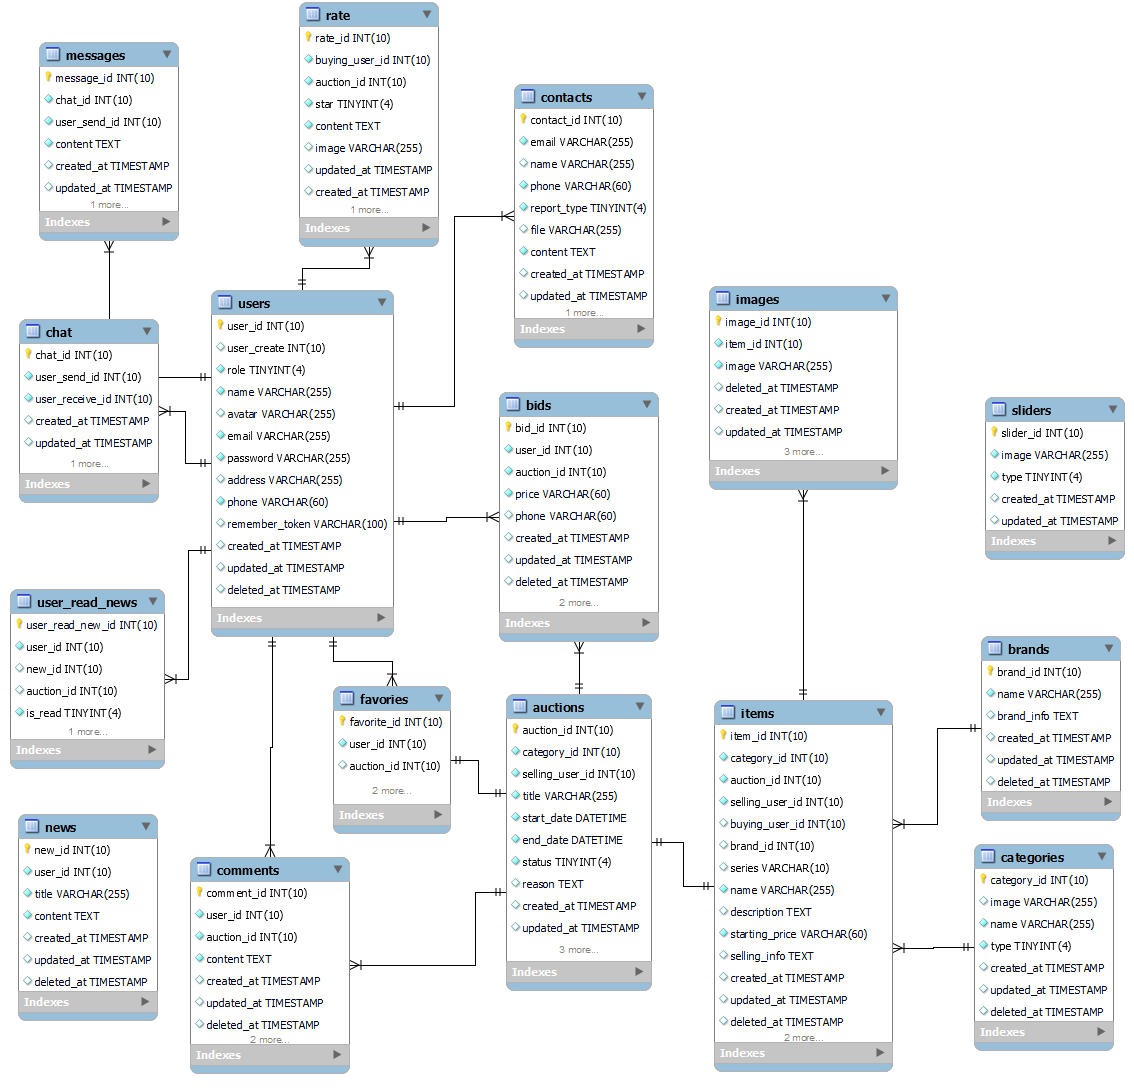 rate
rate_id INT(10)
buying_user_id INT(10)
auction_id INT(10)
star TINYINT(4)
content TEXT
image VARCHAR(255)
updated_at TIMESTAMP
created_at TIMESTAMP
1 more...
Indexes
messages
message_id INT(10)
chat_id INT(10)
user_send_id INT(10)
content TEXT
created_at TIMESTAMP
updated_at TIMESTAMP
1 more...
Indexes
contacts
contact_id INT(10)
email VARCHAR(255)
name VARCHAR(255)
phone VARCHAR(60)
report_type TINYINT(4)
file VARCHAR(255)
content TEXT
created_at TIMESTAMP
updated_at TIMESTAMP
1 more...
Indexes
users
user_id INT(10)
user_create INT(10)
role TINYINT(4)
name VARCHAR(255)
avatar VARCHAR(255)
email VARCHAR(255)
password VARCHAR(255)
address VARCHAR(255)
phone VARCHAR(60)
remember_token VARCHAR(100)
created_at TIMESTAMP
updated_at TIMESTAMP
deleted_at TIMESTAMP
Indexes
chat
chat_id INT(10)
user_send_id INT(10)
user_receive_id INT(10)
created_at TIMESTAMP
updated_at TIMESTAMP
1 more...
Indexes
images
image_id INT(10)
item_id INT(10)
image VARCHAR(255)
deleted_at TIMESTAMP
created_at TIMESTAMP
updated_at TIMESTAMP
3 more...
Indexes
bids
bid_id INT(10)
user_id INT(10)
auction_id INT(10)
price VARCHAR(60)
phone VARCHAR(60)
created_at TIMESTAMP
updated_at TIMESTAMP
deleted_at TIMESTAMP
2 more...
Indexes
sliders
slider_id INT(10)
image VARCHAR(255)
type TINYINT(4)
created_at TIMESTAMP
updated_at TIMESTAMP
Indexes
user_read_news
user_read_new_id INT(10)
user_id INT(10)
new_id INT(10)
auction_id INT(10)
is_read TINYINT(4)
1 more...
Indexes
favories
favorite_id INT(10)
user_id INT(10)
auction_id INT(10)
2 more...
Indexes
auctions
auction_id INT(10)
category_id INT(10)
selling_user_id INT(10)
title VARCHAR(255)
start_date DATETIME
end_date DATETIME
status TINYINT(4)
reason TEXT
created_at TIMESTAMP
updated_at TIMESTAMP
3 more...
Indexes
items
item_id INT(10)
category_id INT(10)
auction_id INT(10)
selling_user_id INT(10)
buying_user_id INT(10)
brand_id INT(10)
series VARCHAR(10)
name VARCHAR(255)
description TEXT
starting_price VARCHAR(60)
selling_info TEXT
created_at TIMESTAMP
updated_at TIMESTAMP
deleted_at TIMESTAMP
2 more...
Indexes
brands
brand_id INT(10)
name VARCHAR(255)
brand_info TEXT
created_at TIMESTAMP
updated_at TIMESTAMP
deleted_at TIMESTAMP
Indexes
news
new_id INT(10)
user_id INT(10)
title VARCHAR(255)
content TEXT
created_at TIMESTAMP
updated_at TIMESTAMP
deleted_at TIMESTAMP
Indexes
comments
comment_id INT(10)
user_id INT(10)
auction_id INT(10)
content TEXT
created_at TIMESTAMP
updated_at TIMESTAMP
deleted_at TIMESTAMP
2 more...
Indexes
categories
category_id INT(10)
image VARCHAR(255)
name VARCHAR(255)
type TINYINT(4)
created_at TIMESTAMP
updated_at TIMESTAMP
deleted_at TIMESTAMP
Indexes